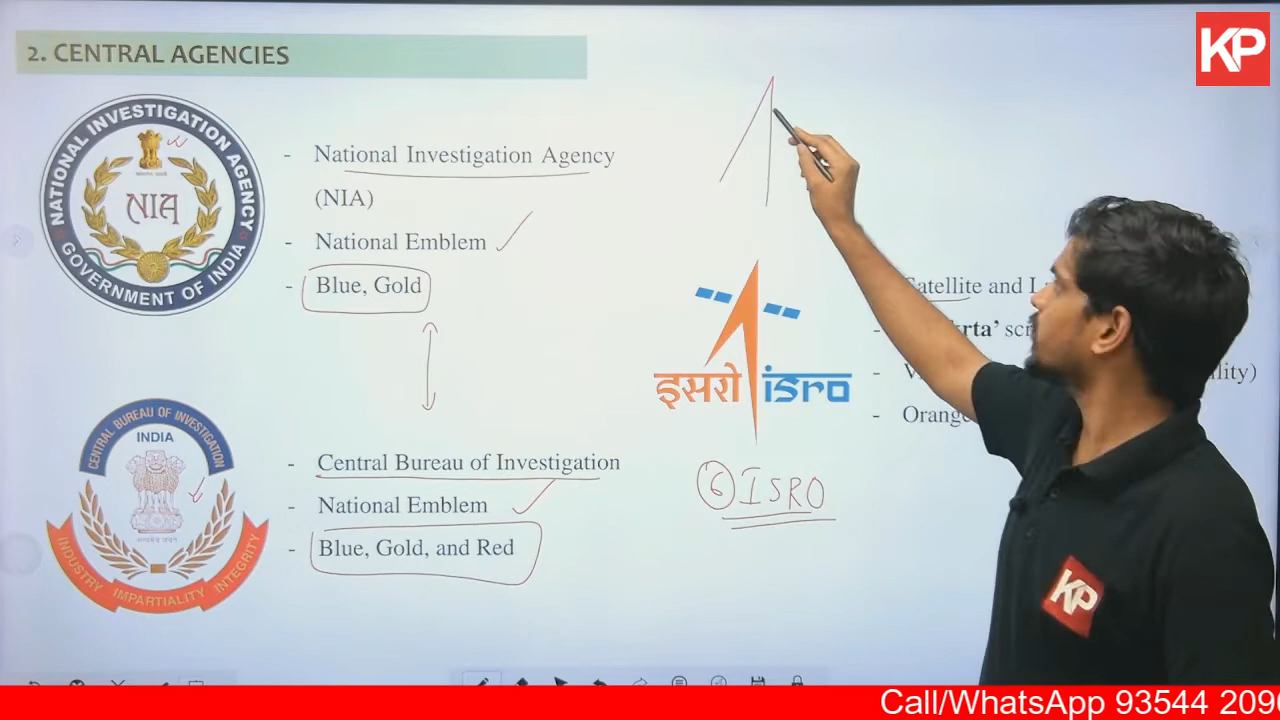 2. CENTRAL AGENCIES
KP
NATIONAL INVESTIGATION AGENCY
NIA
GOVERNMENT OF INDIA
- National Investigation Agency
(NIA)
- National Emblem
- Blue, Gold
CENTRAL BUREAU OF INVESTIGATION
INDIA
INDUSTRY IMPARTIALITY INTEGRITY
- Central Bureau of Investigation
- National Emblem
- Blue, Gold, and Red
इसरो isro
6 ISRO
Satellite and
KP
Call/WhatsApp 93544 209